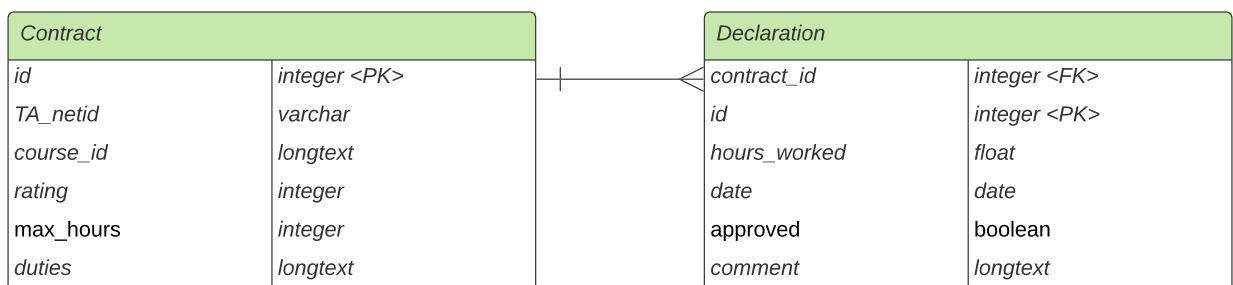 Contract
id integer <PK>
TA_netid varchar
course_id longtext
rating integer
max_hours integer
duties longtext
Declaration
contract_id integer <FK>
id integer <PK>
hours_worked float
date date
approved boolean
comment longtext